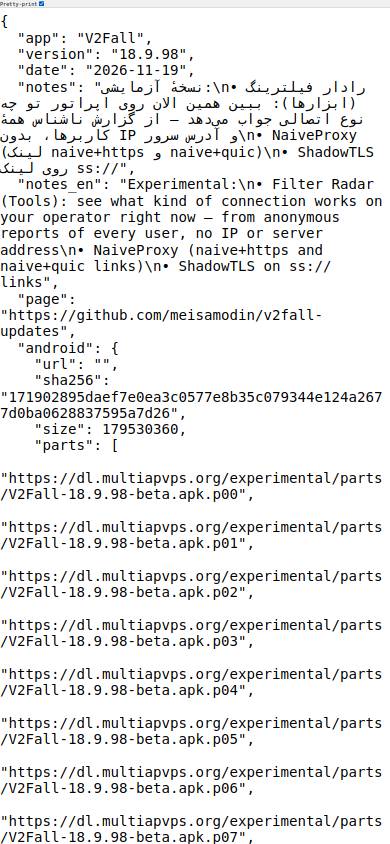 Pretty-print
{
  "app": "V2Fall",
  "version": "18.9.98",
  "date": "2026-11-19",
  "notes": "نسخهٔ آزمایشی:\n• رادار فیلترینگ
(ابزارها): ببین همین الان روی اپراتور تو چه
نوع اتصالی جواب می‌دهد — از گزارش ناشناس همهٔ
کاربرها، بدون IP و آدرس سرور\n• NaiveProxy
(لینک naive+https و naive+quic)\n• ShadowTLS
روی لینک ss://",
  "notes_en": "Experimental:\n• Filter Radar
(Tools): see what kind of connection works on
your operator right now — from anonymous
reports of every user, no IP or server
address\n• NaiveProxy (naive+https and
naive+quic links)\n• ShadowTLS on ss://
links",
  "page":
"https://github.com/meisamodin/v2fall-
updates",
  "android": {
    "url": "",
    "sha256":
"171902895daef7e0ea3c0577e8b35c079344e124a267
7d0ba0628837595a7d26",
    "size": 179530360,
    "parts": [
"https://dl.multiapvps.org/experimental/parts
/V2Fall-18.9.98-beta.apk.p00",
"https://dl.multiapvps.org/experimental/parts
/V2Fall-18.9.98-beta.apk.p01",
"https://dl.multiapvps.org/experimental/parts
/V2Fall-18.9.98-beta.apk.p02",
"https://dl.multiapvps.org/experimental/parts
/V2Fall-18.9.98-beta.apk.p03",
"https://dl.multiapvps.org/experimental/parts
/V2Fall-18.9.98-beta.apk.p04",
"https://dl.multiapvps.org/experimental/parts
/V2Fall-18.9.98-beta.apk.p05",
"https://dl.multiapvps.org/experimental/parts
/V2Fall-18.9.98-beta.apk.p06",
"https://dl.multiapvps.org/experimental/parts
/V2Fall-18.9.98-beta.apk.p07",